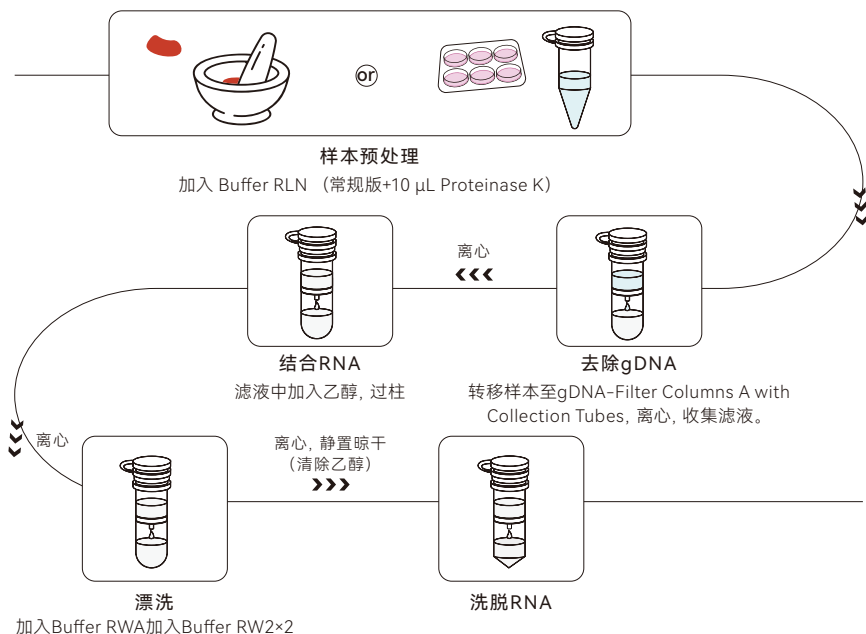 or
样本预处理
加入 Buffer RLN （常规版+10 μL Proteinase K）
离心
去除gDNA
转移样本至gDNA-Filter Columns A with
Collection Tubes, 离心, 收集滤液。
结合RNA
滤液中加入乙醇, 过柱
离心
漂洗
加入Buffer RWA加入Buffer RW2×2
离心, 静置晾干
（清除乙醇）
洗脱RNA